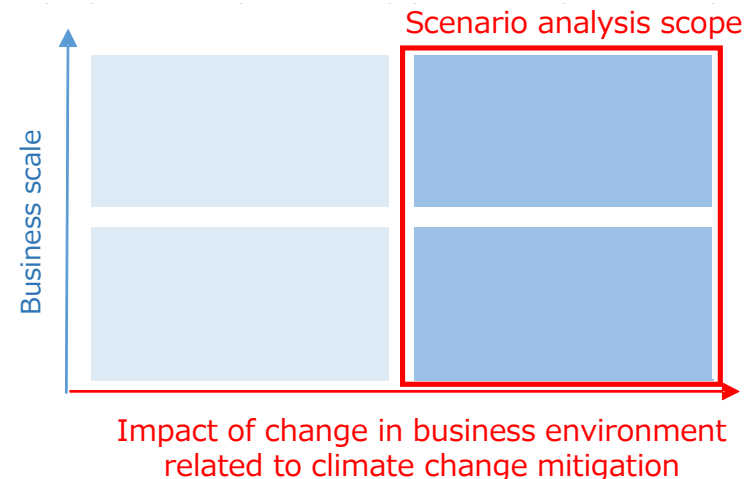 Scenario analysis scope
Business scale
Impact of change in business environment
related to climate change mitigation